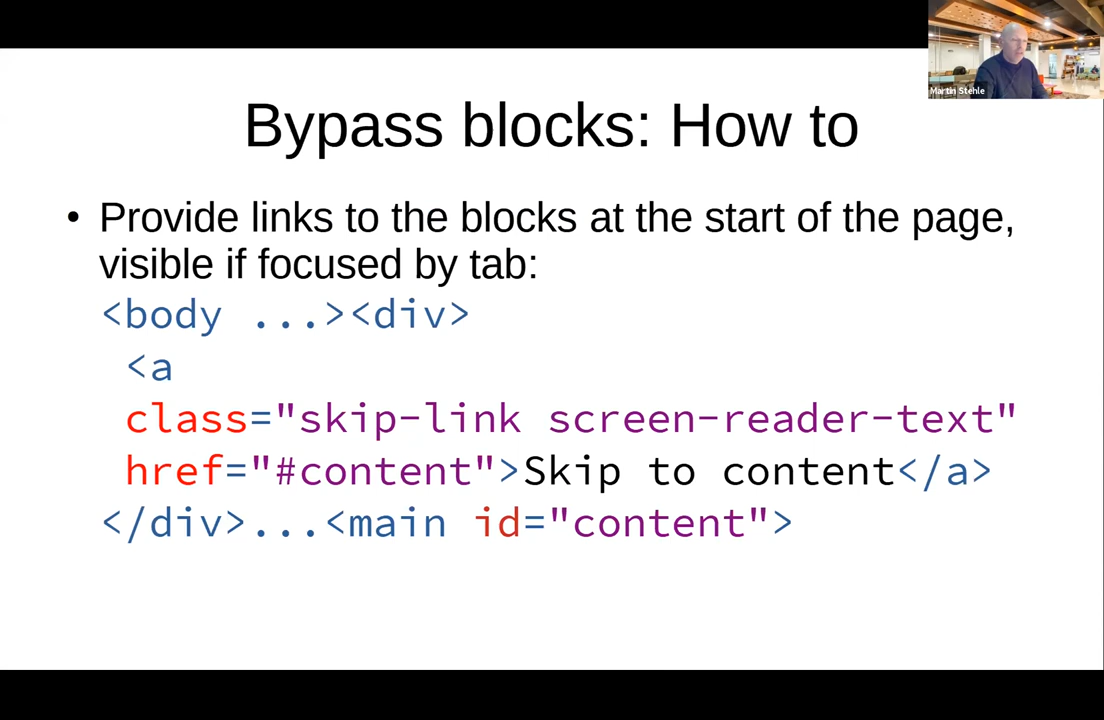 Martin Stehle
Bypass blocks: How to
• Provide links to the blocks at the start of the page,
visible if focused by tab:
<body ...><div>
<a
class="skip-link screen-reader-text"
href="#content">Skip to content</a>
</div>...<main id="content">